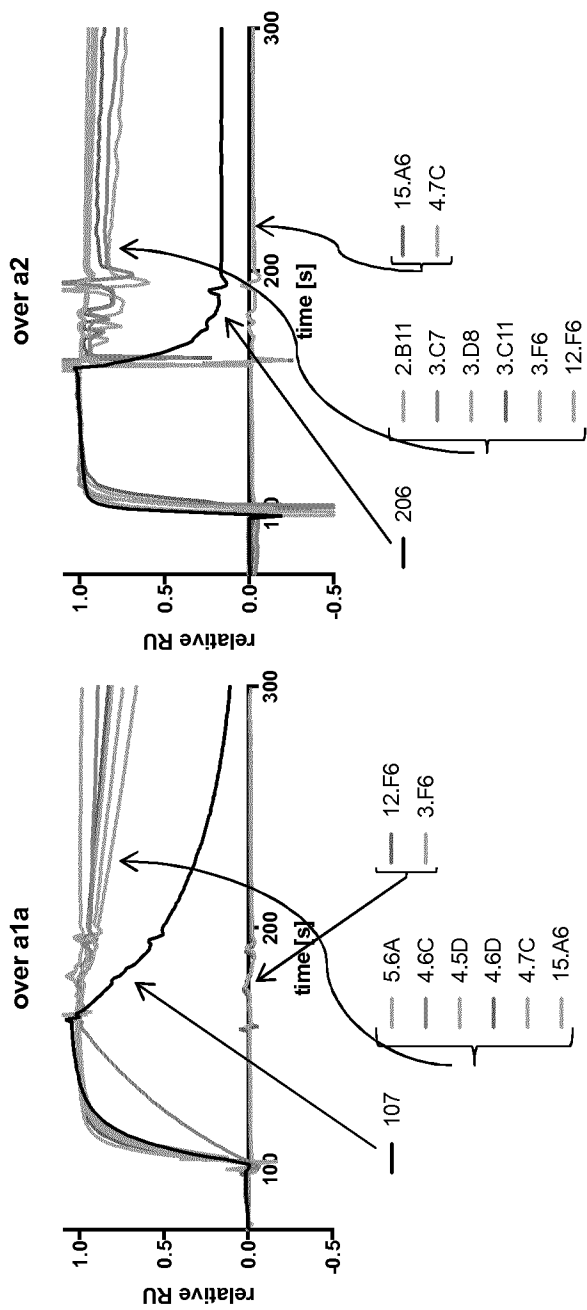 over a1a
relative RU
1.0
0.5
0.0
-0.5
100
200
300
time [s]
107
5.6A
4.6C
4.5D
4.6D
4.7C
15.A6
12.F6
3.F6
over a2
relative RU
1.0
0.5
0.0
-0.5
200
300
time [s]
206
2.B11
3.C7
3.D8
3.C11
3.F6
12.F6
15.A6
4.7C